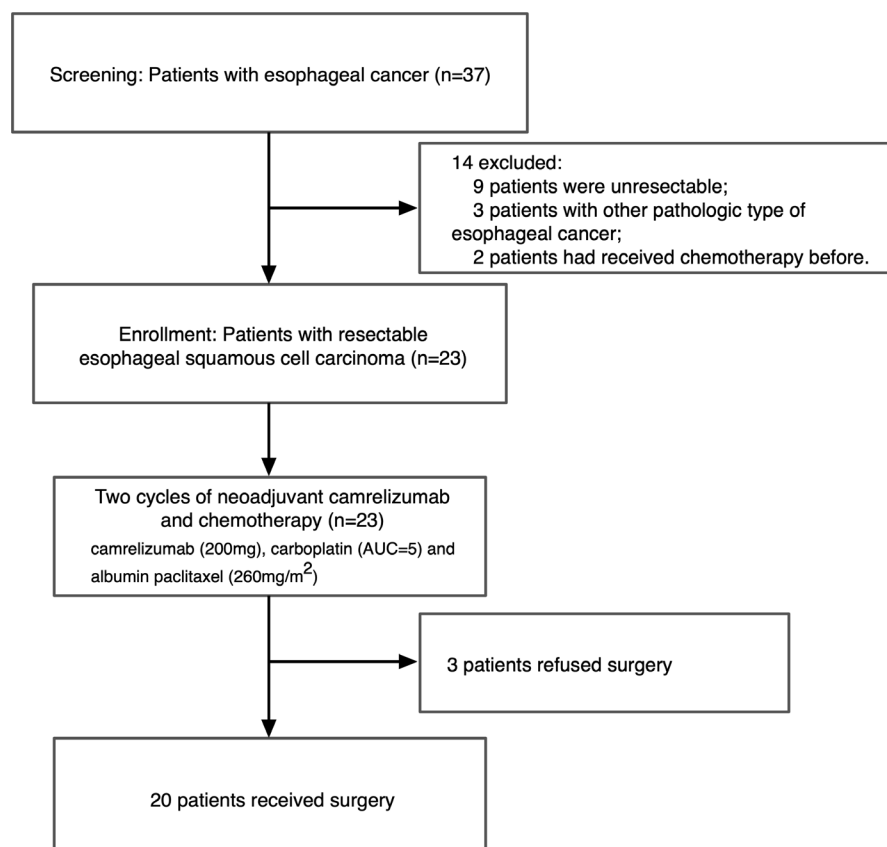 Screening: Patients with esophageal cancer (n=37)
14 excluded:
9 patients were unresectable;
3 patients with other pathologic type of
esophageal cancer;
2 patients had received chemotherapy before.
Enrollment: Patients with resectable
esophageal squamous cell carcinoma (n=23)
Two cycles of neoadjuvant camrelizumab
and chemotherapy (n=23)
camrelizumab (200mg), carboplatin (AUC=5) and
albumin paclitaxel (260mg/m²)
3 patients refused surgery
20 patients received surgery